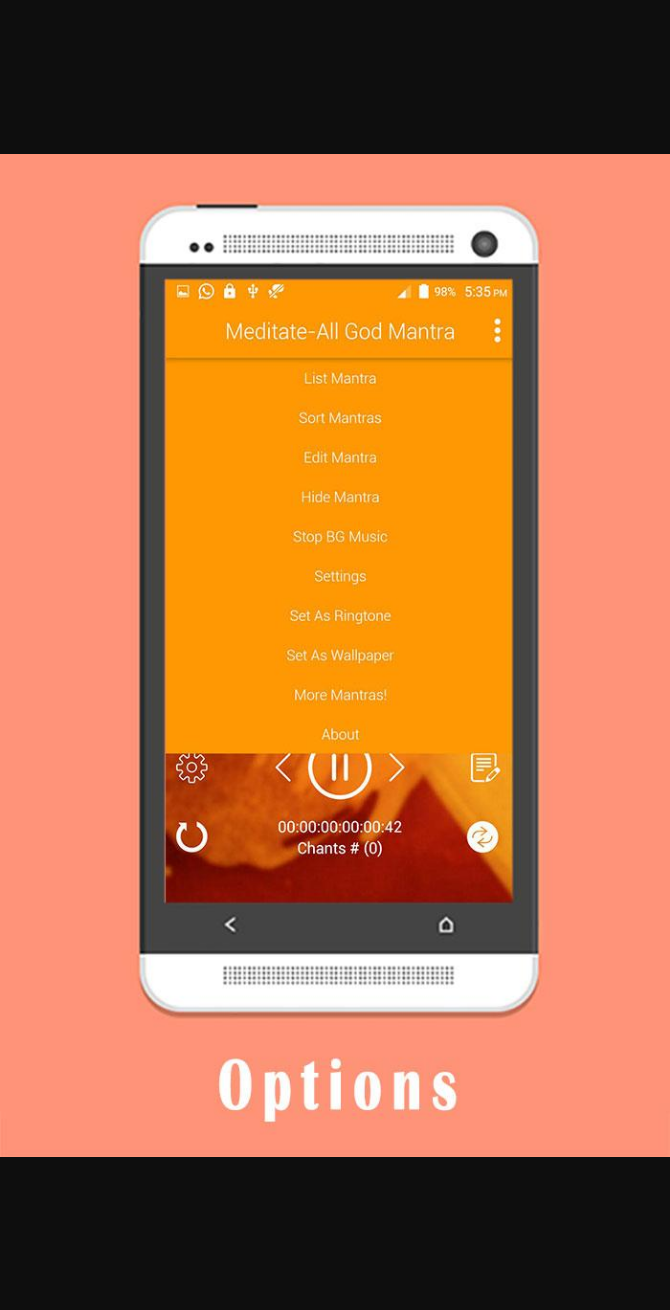 98% 5:35 PM
Meditate-All God Mantra
List Mantra
Sort Mantras
Edit Mantra
Hide Mantra
Stop BG Music
Settings
Set As Ringtone
Set As Wallpaper
More Mantras!
About
00:00:00:00:00:42
Chants # (0)
Options